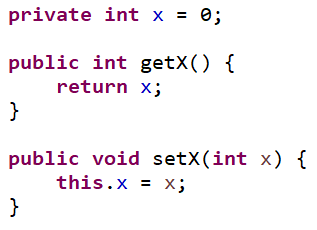 private int x = 0;

public int getX() {
    return x;
}

public void setX(int x) {
    this.x = x;
}